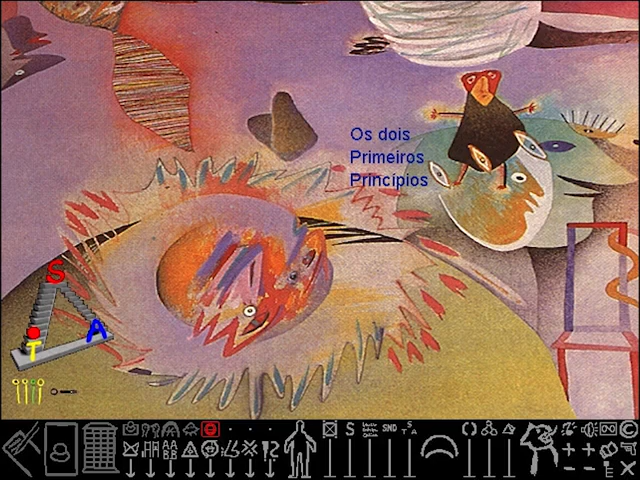 Os dois
Primeiros
Princípios
S
T
A
S
SND